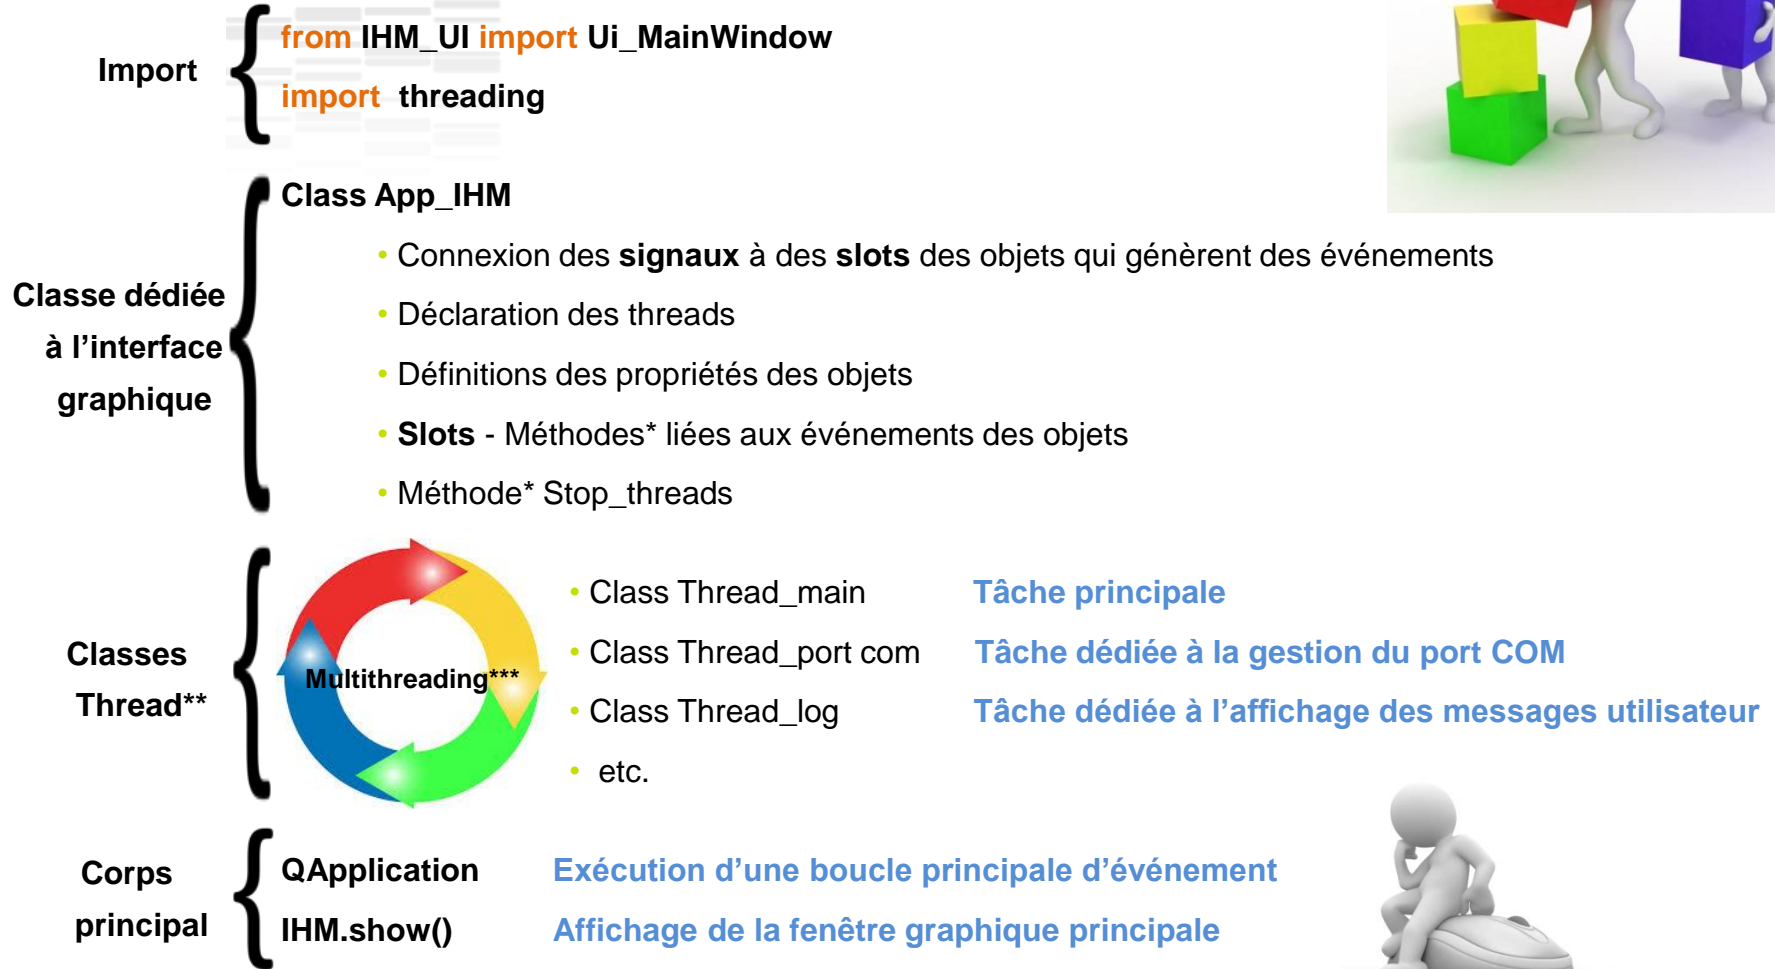 Import
from IHM_UI import Ui_MainWindow
import threading
Classe dédiée
à l’interface
graphique
Class App_IHM
• Connexion des signaux à des slots des objets qui génèrent des événements
• Déclaration des threads
• Définitions des propriétés des objets
• Slots - Méthodes* liées aux événements des objets
• Méthode* Stop_threads
Classes
Thread**
Multithreading***
• Class Thread_main Tâche principale
• Class Thread_port com Tâche dédiée à la gestion du port COM
• Class Thread_log Tâche dédiée à l’affichage des messages utilisateur
• etc.
Corps
principal
QApplication Exécution d’une boucle principale d’événement
IHM.show() Affichage de la fenêtre graphique principale